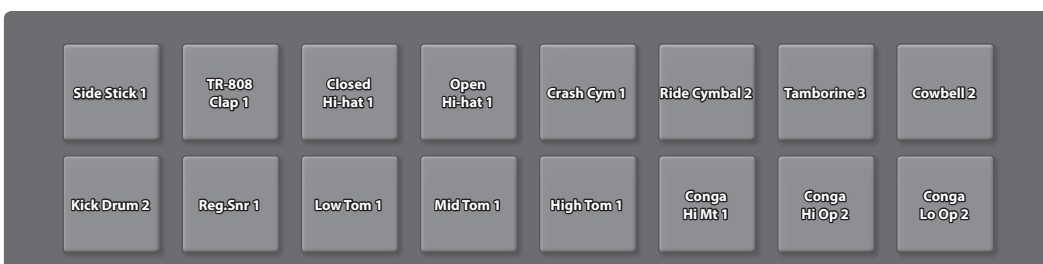 Side Stick 1
TR-808
Clap 1
Closed
Hi-hat 1
Open
Hi-hat 1
Crash Cym 1
Ride Cymbal 2
Tamborine 3
Cowbell 2
Kick Drum 2
Reg.Snr 1
Low Tom 1
Mid Tom 1
High Tom 1
Conga
Hi Mt 1
Conga
Hi Op 2
Conga
Lo Op 2